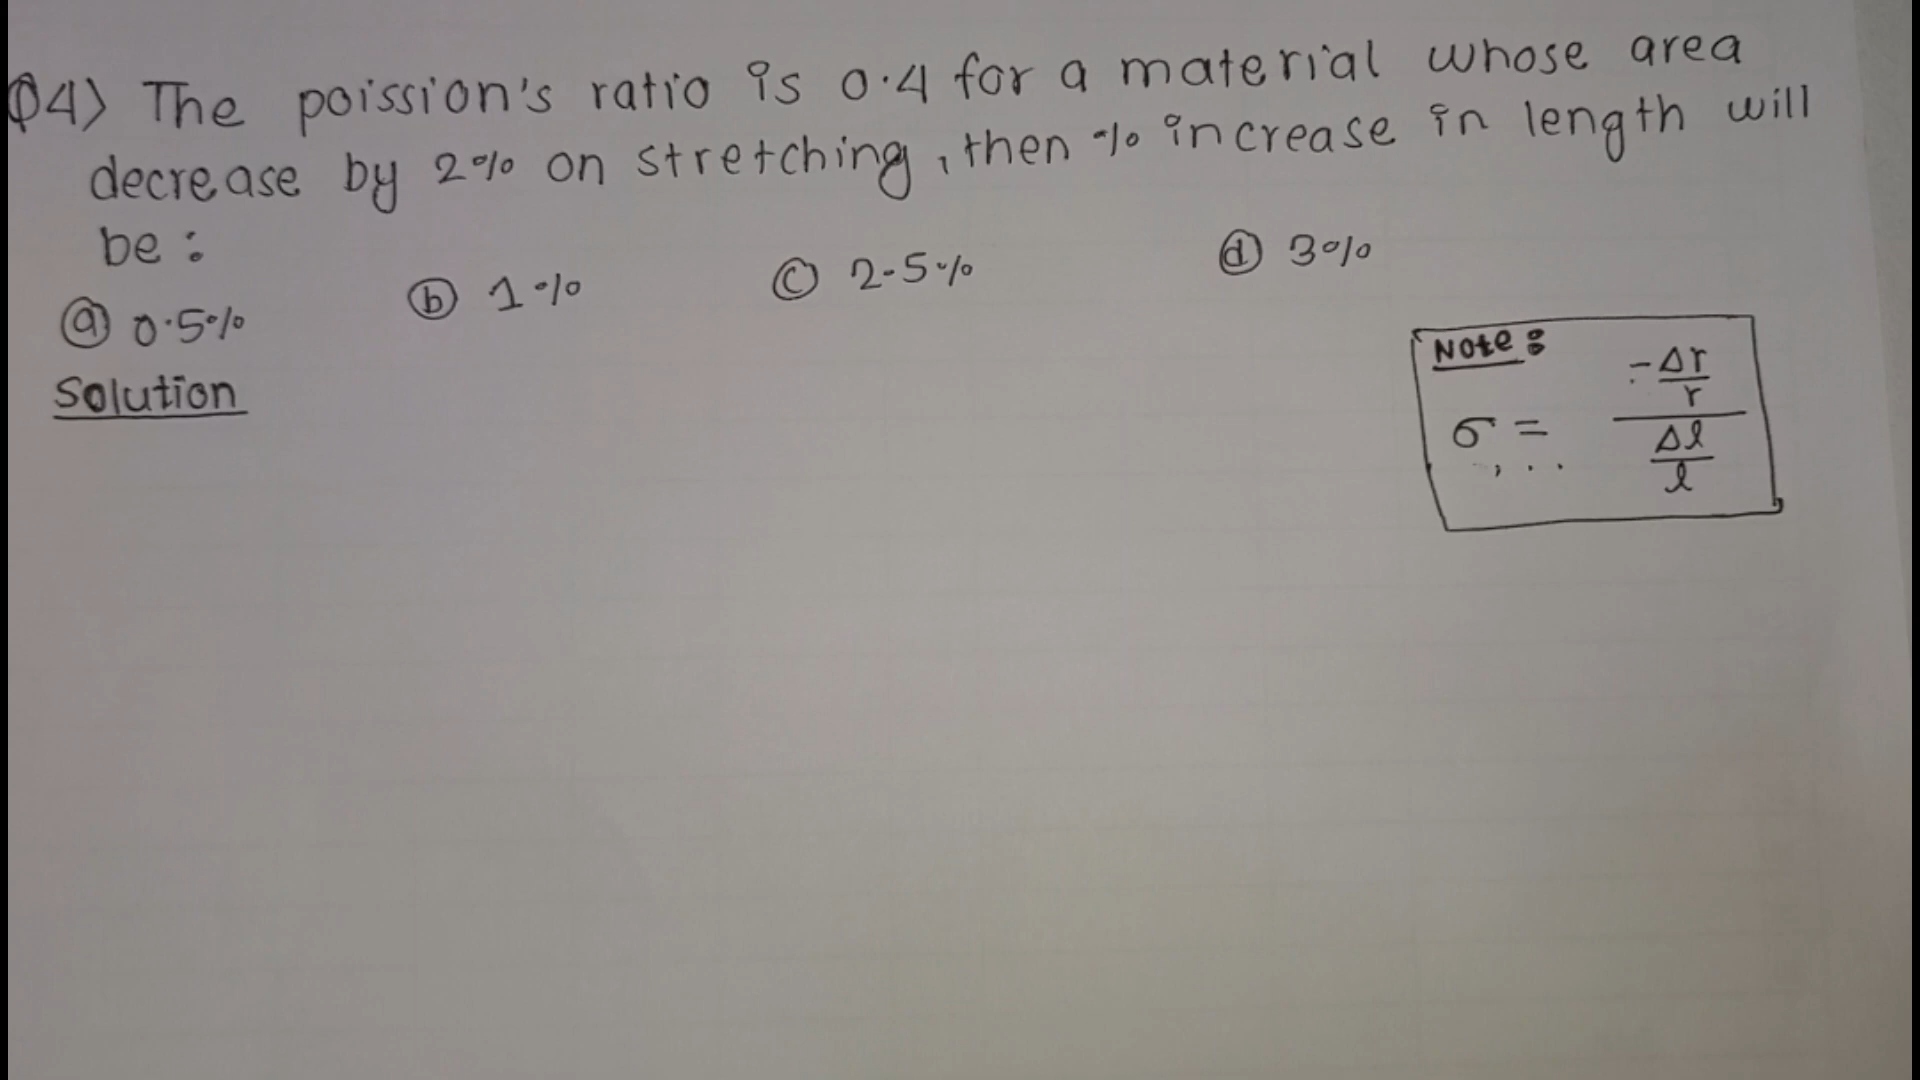 Q4) The poission's ratio is 0.4 for a material whose area
decrease by 2% on stretching, then % increase in length will
be :
ⓐ 0.5% ⓑ 1% ⓒ 2.5% ⓓ 3%
Solution
Note :
σ = -Δr/r / Δl/l